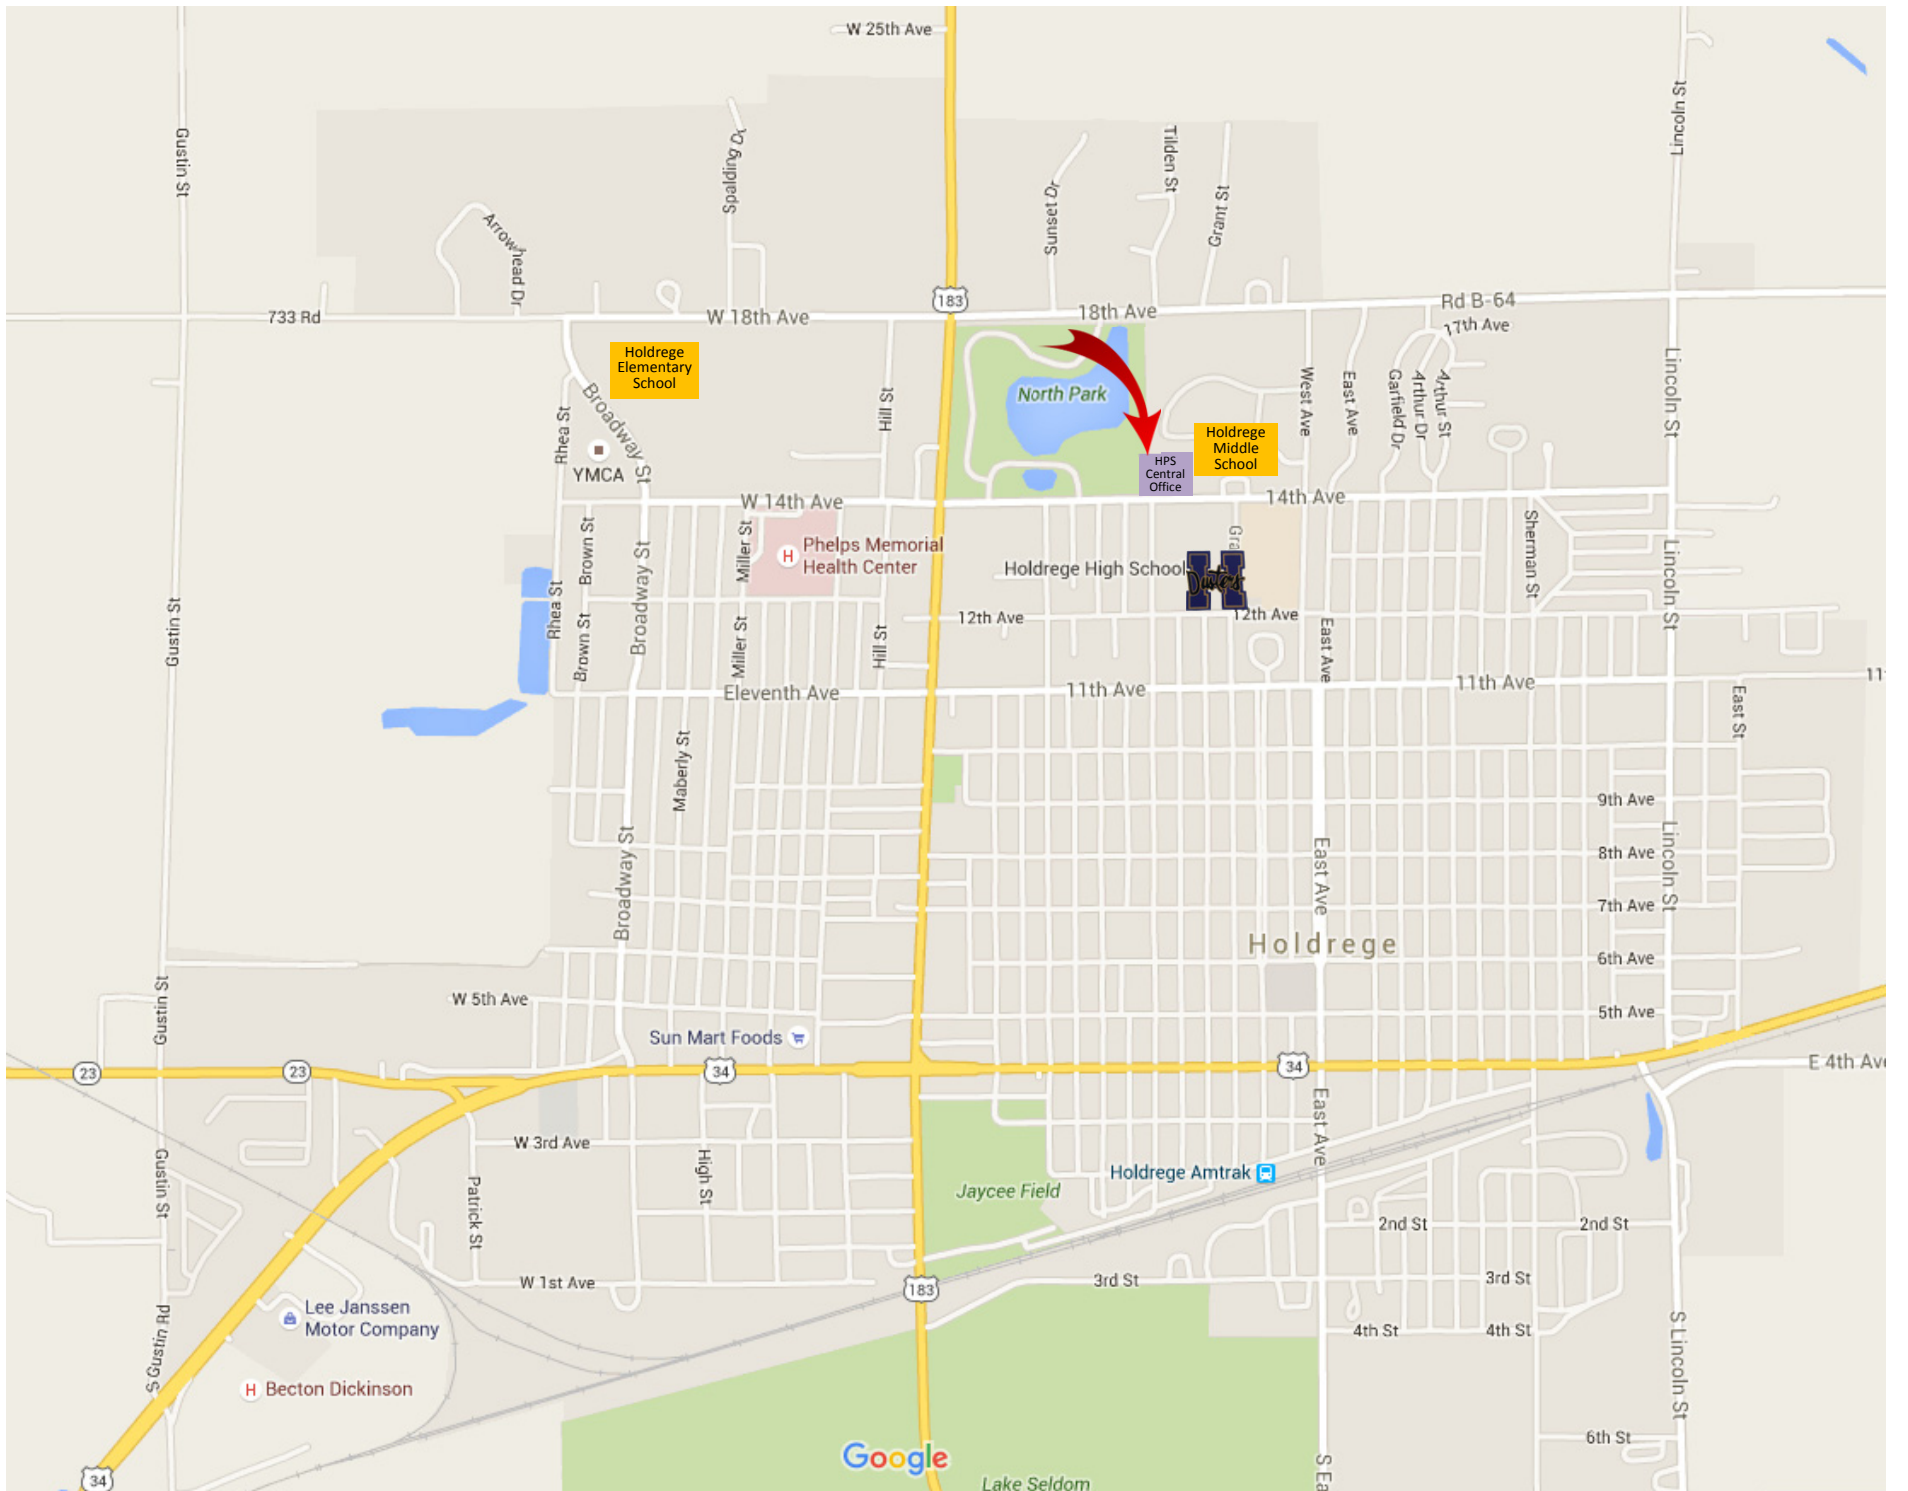 W 25th Ave
Gustin St
Spalding Dr
Sunset Dr
Tilden St
Grant St
Lincoln St
Arrowhead Dr
733 Rd
W 18th Ave
183
18th Ave
Rd B-64
17th Ave
Holdrege
Elementary
School
Broadway St
Rhea St
YMCA
Hill St
North Park
HPS
Central
Office
Holdrege
Middle
School
West Ave
East Ave
Garfield Dr
Arthur Dr
Arthur St
Lincoln St
W 14th Ave
14th Ave
Brown St
Broadway St
Miller St
H
Phelps Memorial
Health Center
Holdrege High School
H
Dusters
Gra
Sherman St
Lincoln St
Gustin St
Rhea St
Brown St
Miller St
Hill St
12th Ave
12th Ave
East Ave
Eleventh Ave
11th Ave
11th Ave
11
East St
Maberly St
9th Ave
Broadway St
East Ave
8th Ave
Lincoln St
7th Ave
Holdrege
6th Ave
Gustin St
W 5th Ave
5th Ave
Sun Mart Foods
23
23
34
34
E 4th Ave
East Ave
W 3rd Ave
Gustin St
Patrick St
High St
Holdrege Amtrak
Jaycee Field
2nd St
2nd St
W 1st Ave
183
3rd St
3rd St
Lee Janssen
Motor Company
S Gustin Rd
4th St
4th St
S Lincoln St
H
Becton Dickinson
6th St
34
Google
S Ea
Lake Seldom